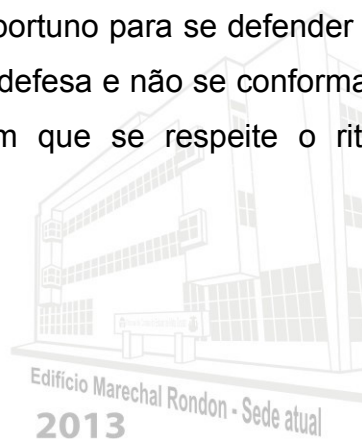 portuno para se defender
defesa e não se conforma
m que se respeite o rit
Edifício Marechal Rondon - Sede atual
2013